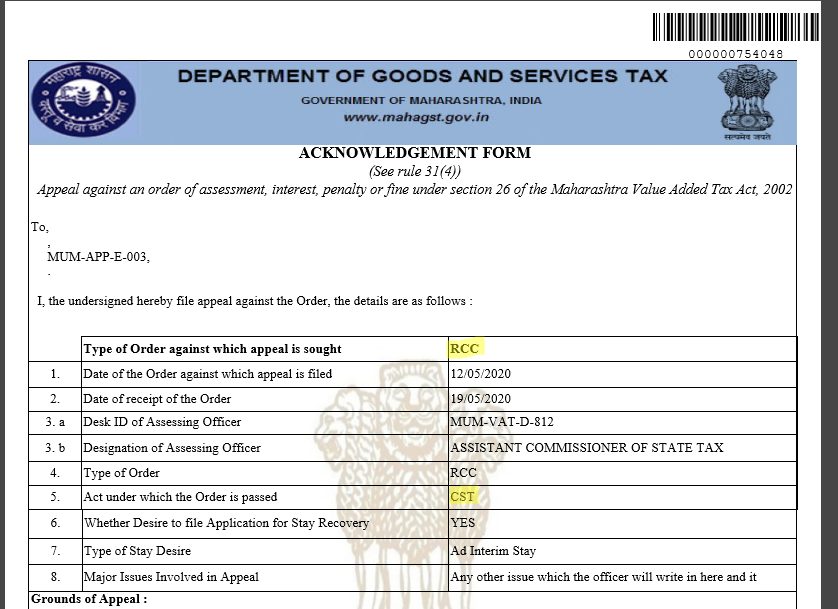 000000754048
महाराष्ट्र शासन
वस्तू व सेवा कर विभाग
DEPARTMENT OF GOODS AND SERVICES TAX
GOVERNMENT OF MAHARASHTRA, INDIA
www.mahagst.gov.in
सत्यमेव जयते
ACKNOWLEDGEMENT FORM
(See rule 31(4))
Appeal against an order of assessment, interest, penalty or fine under section 26 of the Maharashtra Value Added Tax Act, 2002
To,
,
MUM-APP-E-003,
.
I, the undersigned hereby file appeal against the Order, the details are as follows :
Type of Order against which appeal is sought RCC
1. Date of the Order against which appeal is filed 12/05/2020
2. Date of receipt of the Order 19/05/2020
3. a Desk ID of Assessing Officer MUM-VAT-D-812
3. b Designation of Assessing Officer ASSISTANT COMMISSIONER OF STATE TAX
4. Type of Order RCC
5. Act under which the Order is passed CST
6. Whether Desire to file Application for Stay Recovery YES
7. Type of Stay Desire Ad Interim Stay
8. Major Issues Involved in Appeal Any other issue which the officer will write in here and it
Grounds of Appeal :